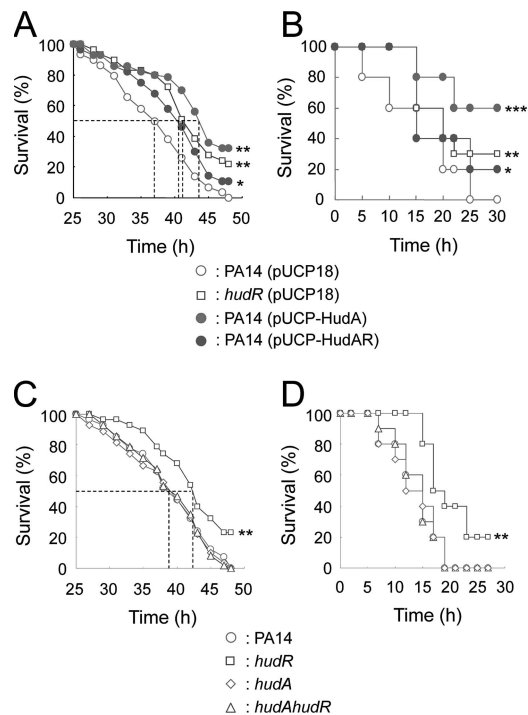 A
Survival (%)
100
80
60
40
20
0
25 30 35 40 45 50
Time (h)
**
**
*
B
Survival (%)
100
80
60
40
20
0
0 5 10 15 20 25 30
Time (h)
***
**
*
: PA14 (pUCP18)
: hudR (pUCP18)
: PA14 (pUCP-HudA)
: PA14 (pUCP-HudAR)
C
Survival (%)
100
80
60
40
20
0
25 30 35 40 45 50
Time (h)
**
D
Survival (%)
100
80
60
40
20
0
0 5 10 15 20 25 30
Time (h)
**
: PA14
: hudR
: hudA
: hudAhudR